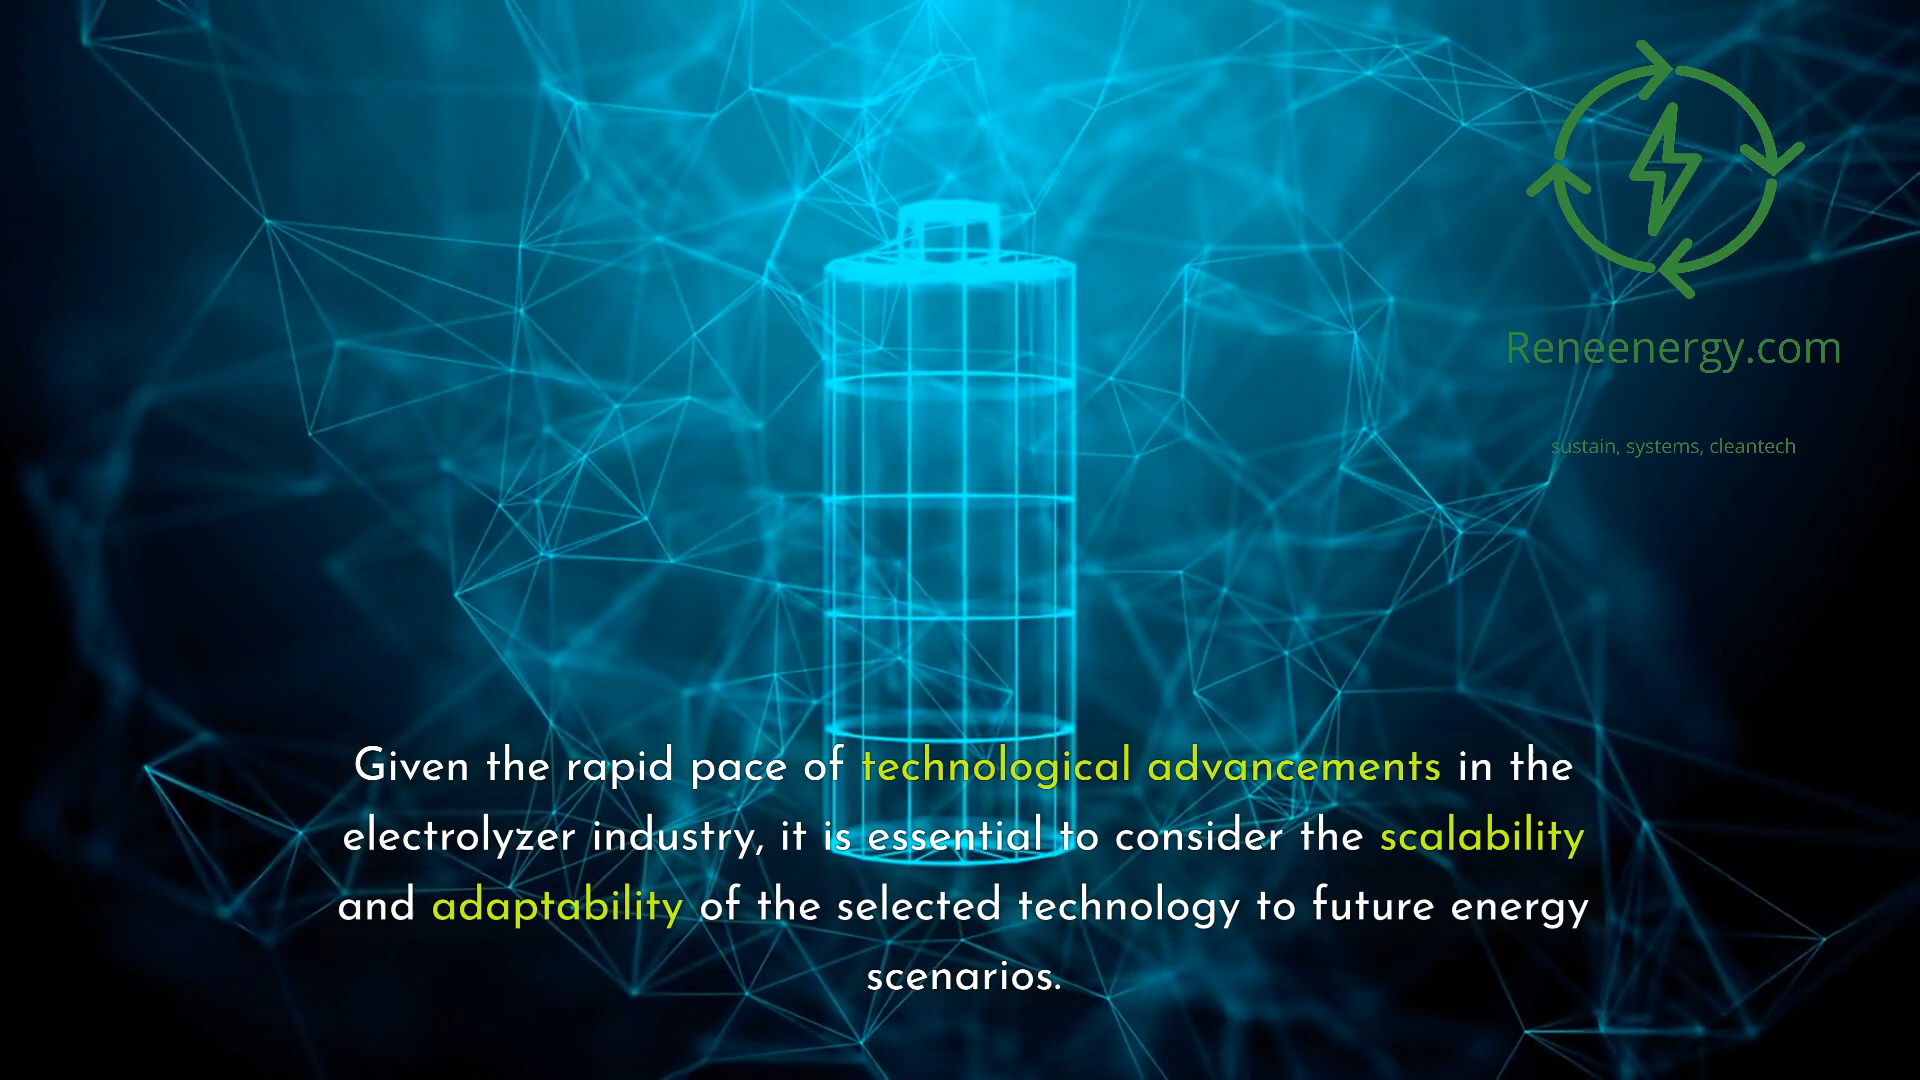 Reneenergy.com
sustain, systems, cleantech
Given the rapid pace of technological advancements in the
electrolyzer industry, it is essential to consider the scalability
and adaptability of the selected technology to future energy
scenarios.